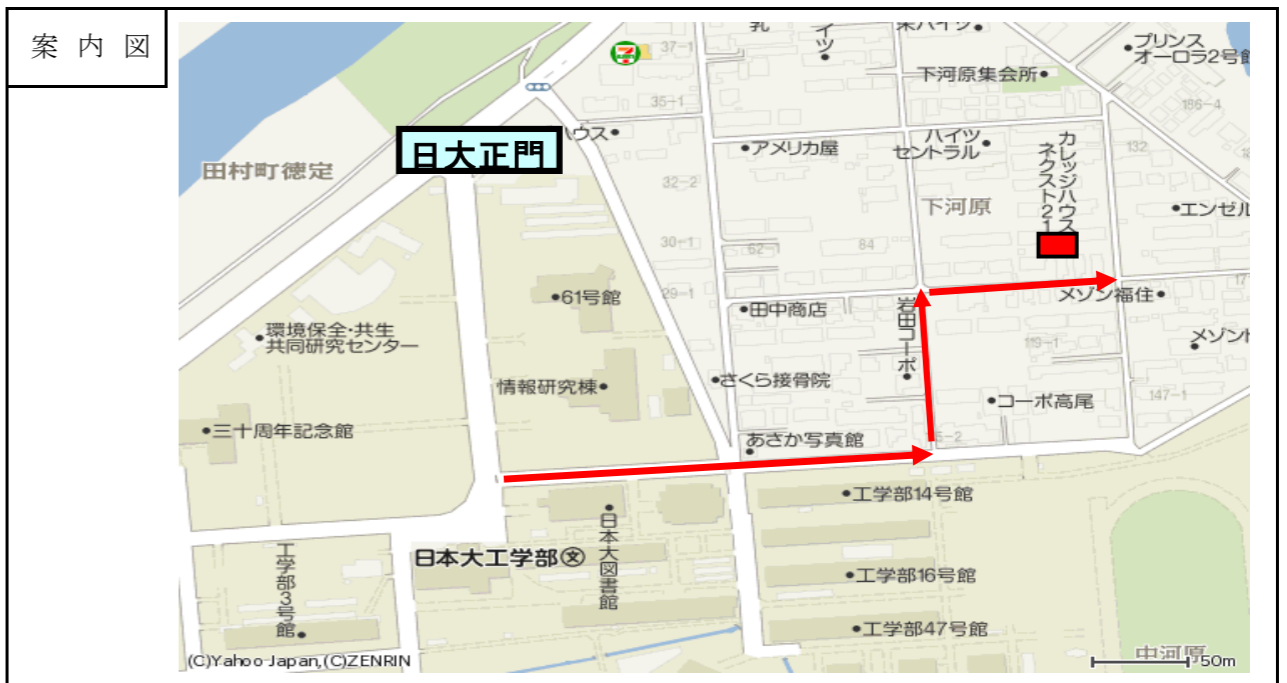 案内図
37-1
乳
イツ
プリンス
オーロラ2号館
下河原集会所
186-4
35-1
ハウス
日大正門
アメリカ屋
ハイツ
セントラル
カレッジハウス
ネクスト21
132
田村町徳定
32-2
下河原
エンゼル
30-1
62-1
84
61号館
29-1
田中商店
岩田コーポ
メゾン福住
17
環境保全・共生
共同研究センター
119-1
メゾン
さくら接骨院
情報研究棟
コーポ高尾
147-1
三十周年記念館
あさか写真館
5-2
工学部14号館
日本大図書館
日本大工学部 文
工学部3号館
工学部16号館
工学部47号館
中河原
(C)Yahoo Japan,(C)ZENRIN
50m